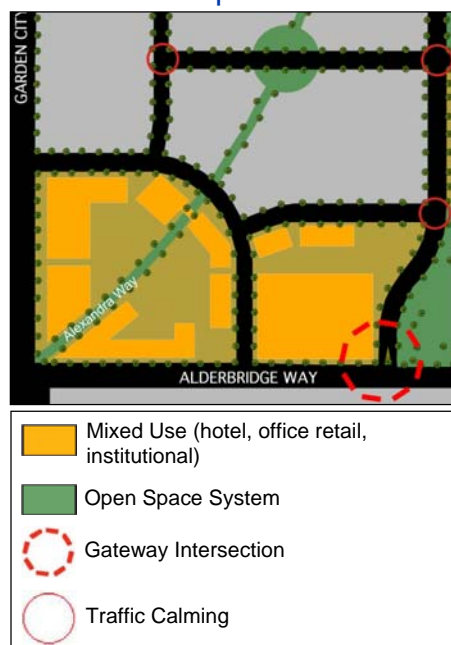 GARDEN CITY
Alexandra Way
ALDERBRIDGE WAY
Mixed Use (hotel, office retail,
institutional)
Open Space System
Gateway Intersection
Traffic Calming